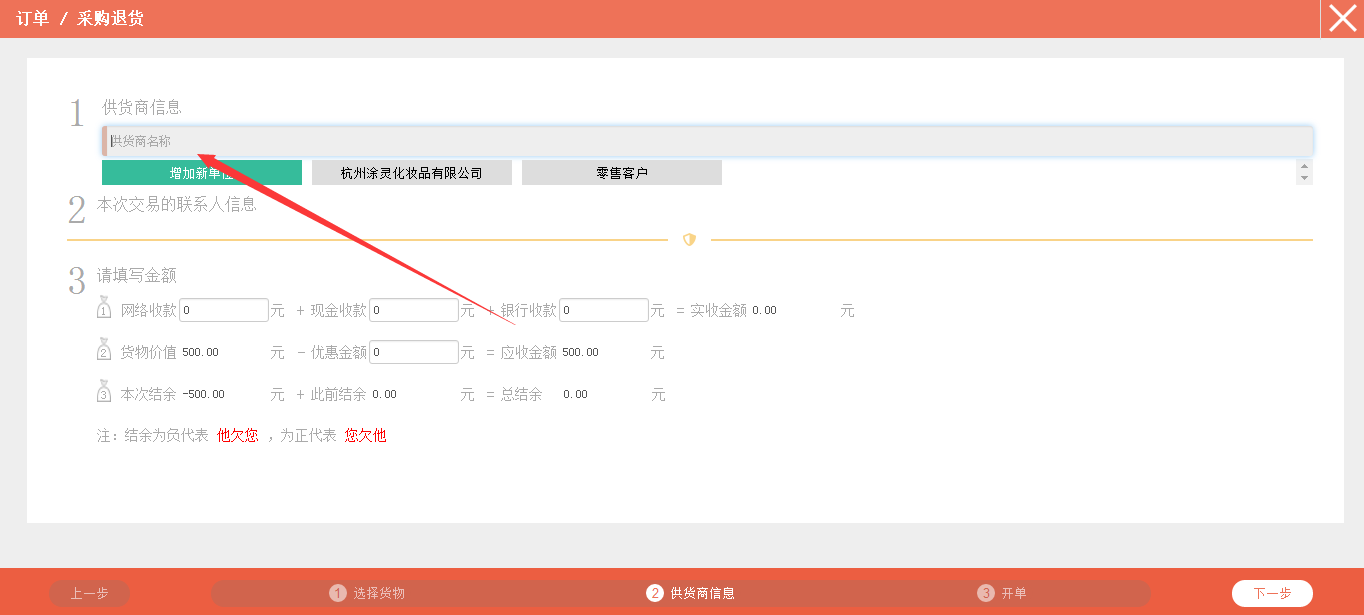 订单 / 采购退货
1 供货商信息
供货商名称
增加新单位 杭州涂灵化妆品有限公司 零售客户
2 本次交易的联系人信息
3 请填写金额
1 网络收款 0 元 + 现金收款 0 元 + 银行收款 0 元 = 实收金额 0.00 元
2 货物价值 500.00 元 - 优惠金额 0 元 = 应收金额 500.00 元
3 本次结余 -500.00 元 + 此前结余 0.00 元 = 总结余 0.00 元
注：结余为负代表 他欠您 ，为正代表 您欠他
上一步 1 选择货物 2 供货商信息 3 开单 下一步